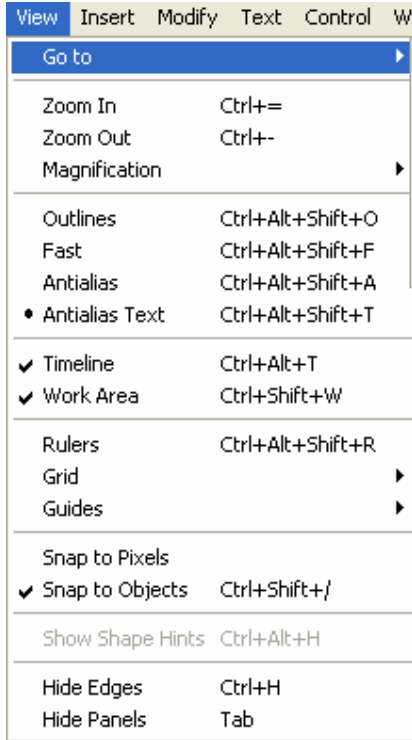 View Insert Modify Text Control W
Go to
Zoom In Ctrl+=
Zoom Out Ctrl+-
Magnification
Outlines Ctrl+Alt+Shift+O
Fast Ctrl+Alt+Shift+F
Antialias Ctrl+Alt+Shift+A
Antialias Text Ctrl+Alt+Shift+T
Timeline Ctrl+Alt+T
Work Area Ctrl+Shift+W
Rulers Ctrl+Alt+Shift+R
Grid
Guides
Snap to Pixels
Snap to Objects Ctrl+Shift+/
Show Shape Hints Ctrl+Alt+H
Hide Edges Ctrl+H
Hide Panels Tab